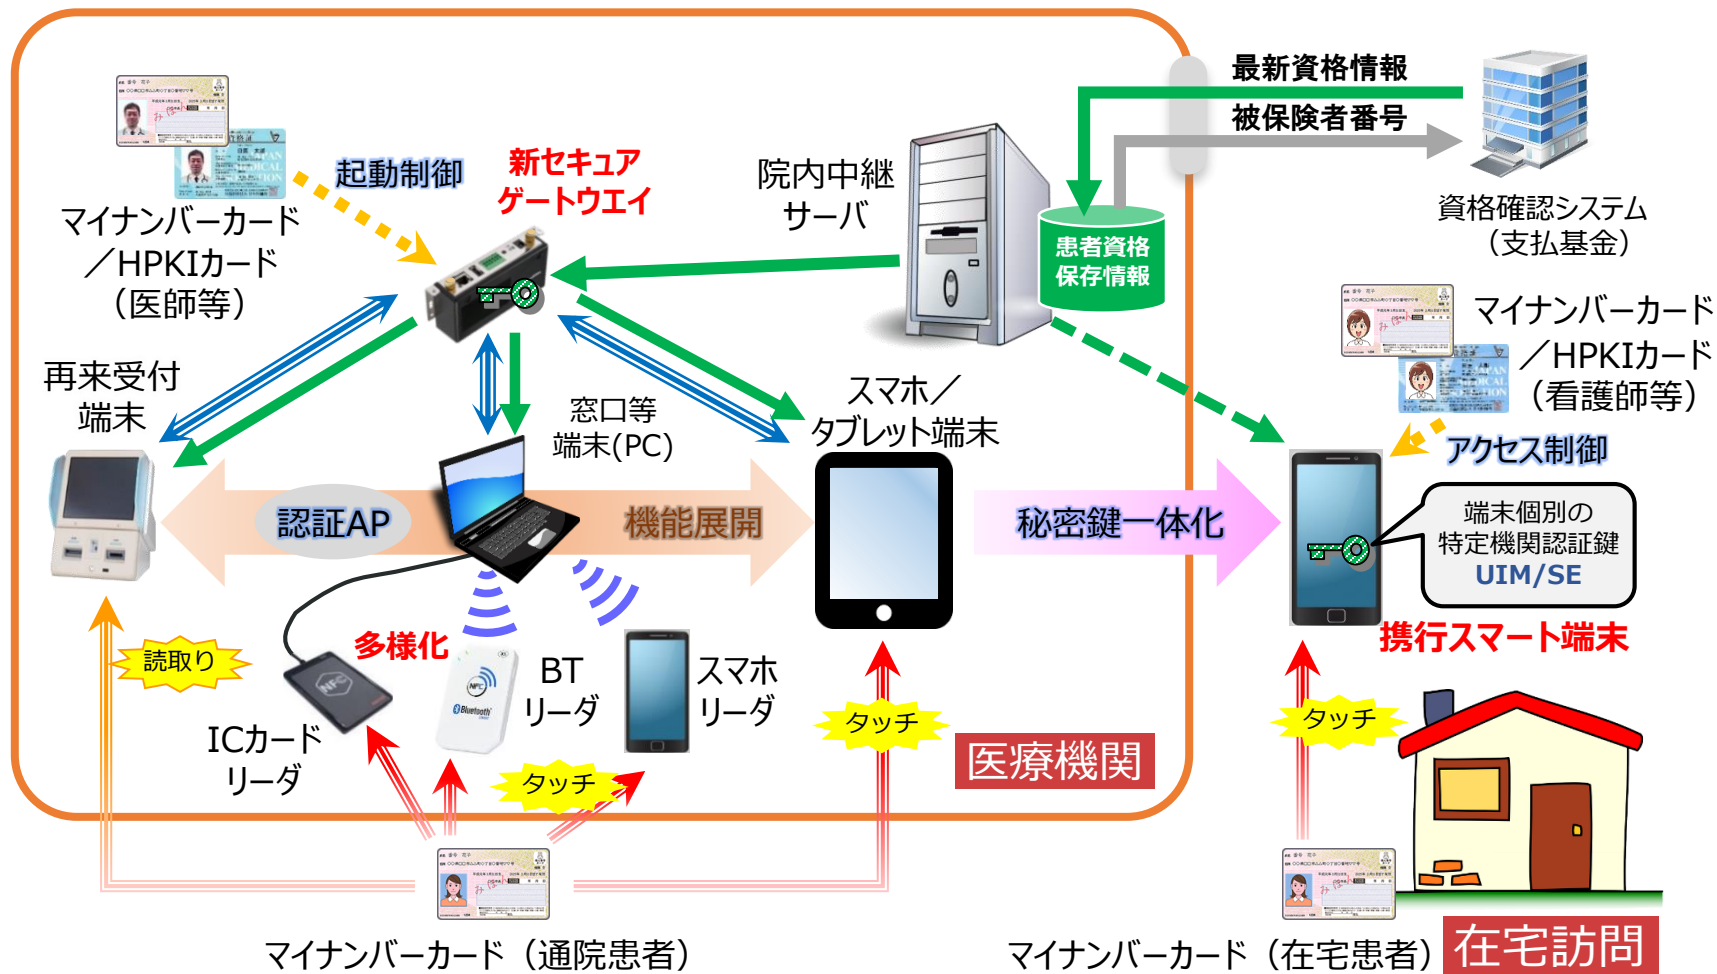 最新資格情報
被保険者番号
資格確認システム
（支払基金）
起動制御
新セキュア
ゲートウエイ
院内中継
サーバ
患者資格
保存情報
マイナンバーカード
／HPKIカード
（医師等）
マイナンバーカード
／HPKIカード
（看護師等）
再来受付
端末
窓口等
端末(PC)
スマホ／
タブレット端末
アクセス制御
認証AP
機能展開
秘密鍵一体化
端末個別の
特定機関認証鍵
UIM/SE
携行スマート端末
読取り
多様化
NFC
NFC
Bluetooth
BT
リーダ
スマホ
リーダ
ICカード
リーダ
タッチ
タッチ
タッチ
医療機関
マイナンバーカード（通院患者）
マイナンバーカード（在宅患者）
在宅訪問